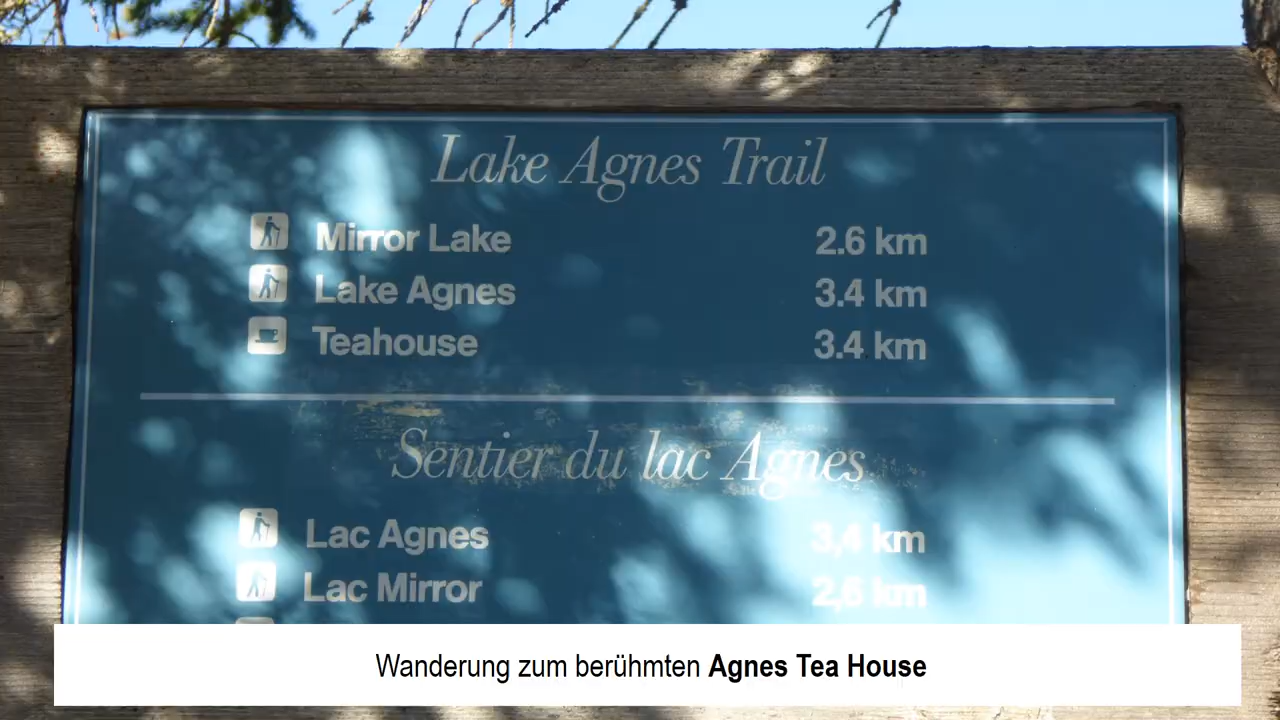 Lake Agnes Trail
Mirror Lake 2.6 km
Lake Agnes 3.4 km
Teahouse 3.4 km
Sentier du lac Agnes
Lac Agnes 3,4 km
Lac Mirror 2,6 km
Wanderung zum berühmten Agnes Tea House